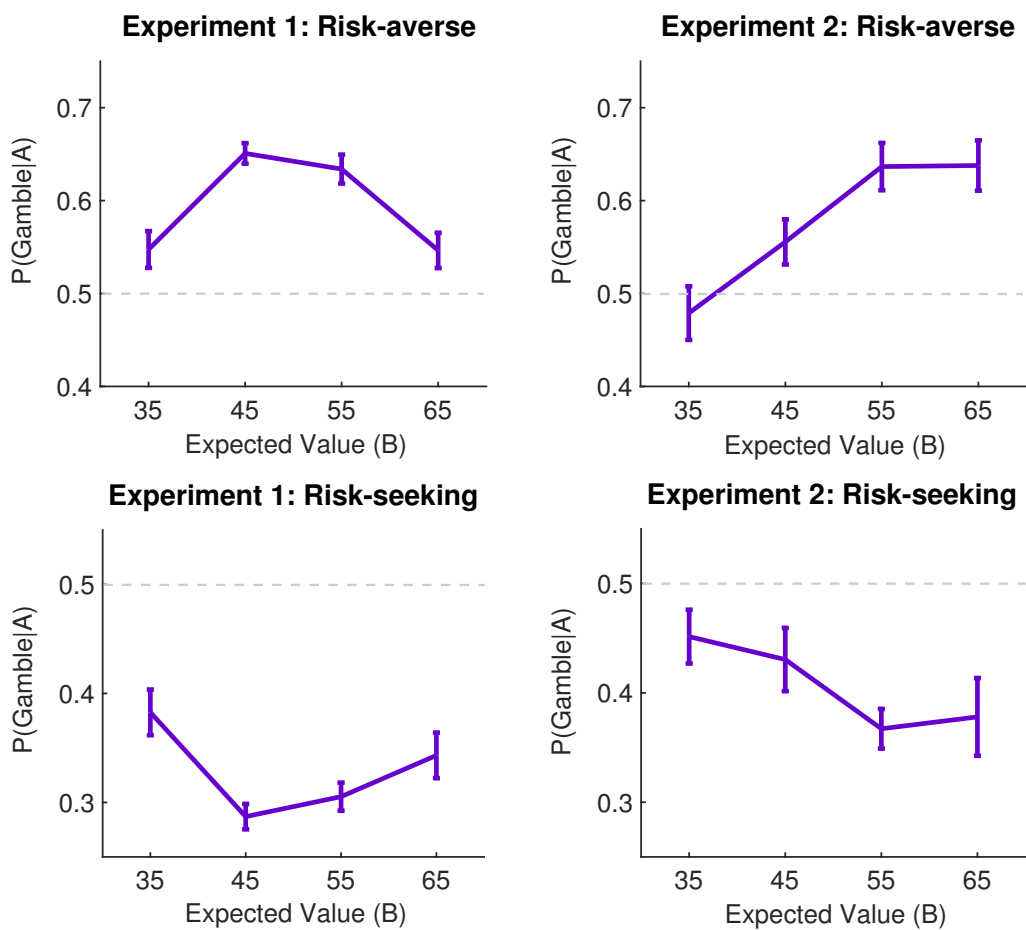 Experiment 1: Risk-averse
P(Gamble|A)
0.7
0.6
0.5
0.4
35 45 55 65
Expected Value (B)
Experiment 2: Risk-averse
P(Gamble|A)
0.7
0.6
0.5
0.4
35 45 55 65
Expected Value (B)
Experiment 1: Risk-seeking
P(Gamble|A)
0.5
0.4
0.3
35 45 55 65
Expected Value (B)
Experiment 2: Risk-seeking
P(Gamble|A)
0.5
0.4
0.3
35 45 55 65
Expected Value (B)